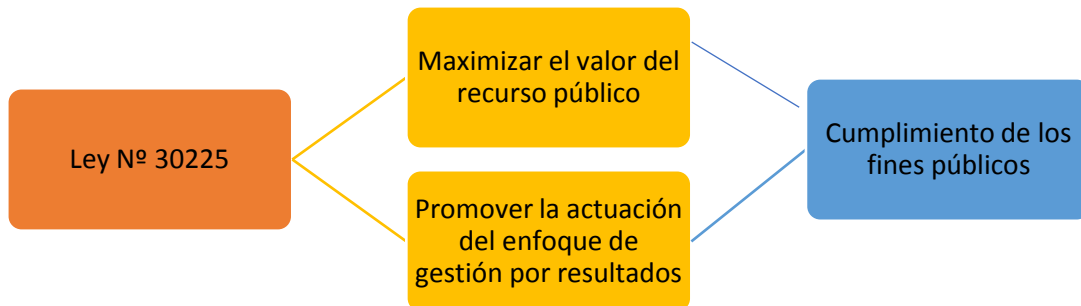 Ley Nº 30225
Maximizar el valor del
recurso público
Promover la actuación
del enfoque de
gestión por resultados
Cumplimiento de los
fines públicos